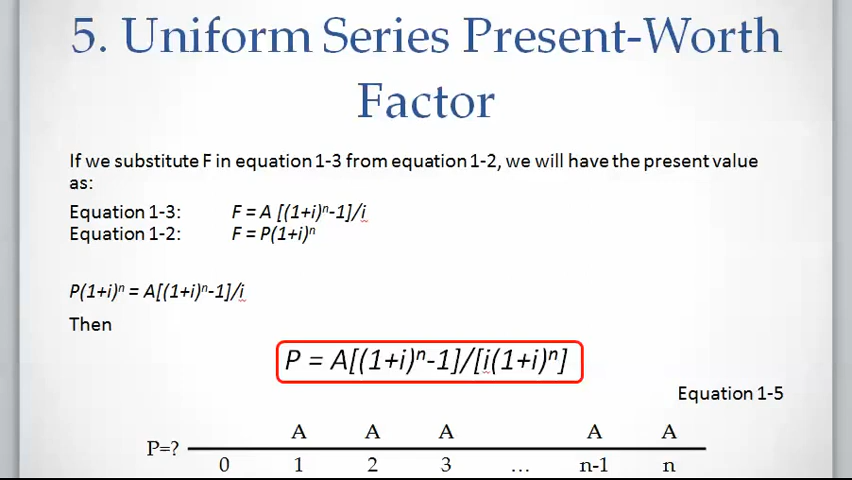 5. Uniform Series Present-Worth
Factor
If we substitute F in equation 1-3 from equation 1-2, we will have the present value
as:
Equation 1-3: F = A [(1+i)ⁿ-1]/i
Equation 1-2: F = P(1+i)ⁿ
P(1+i)ⁿ = A[(1+i)ⁿ-1]/i
Then
P = A[(1+i)ⁿ-1]/[i(1+i)ⁿ]
Equation 1-5
A A A A A
P=?
0 1 2 3 ... n-1 n